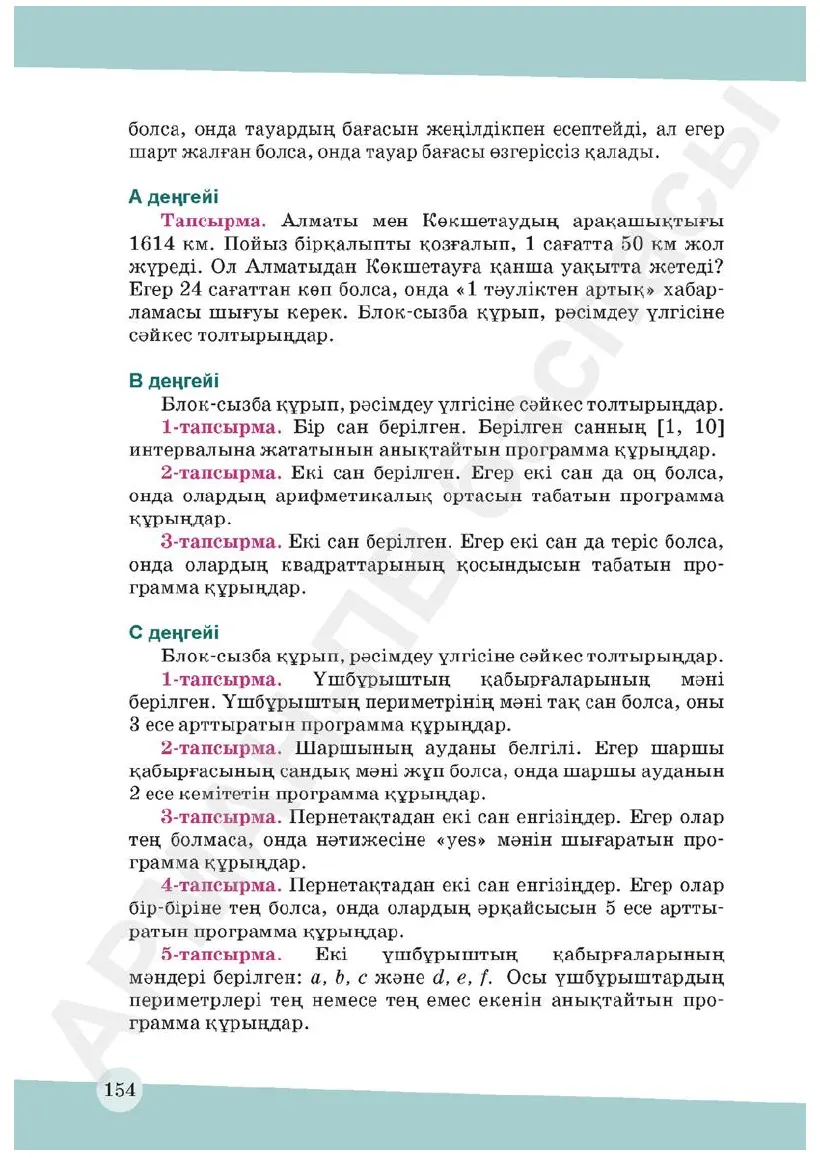 болса, онда тауардың бағасын жеңілдікпен есептейді, ал егер
шарт жалған болса, онда тауар бағасы өзгеріссіз қалады.
А деңгейі
Тапсырма. Алматы мен Көкшетаудың арақашықтығы
1614 км. Пойыз бірқалыпты қозғалып, 1 сағатта 50 км жол
жүреді. Ол Алматыдан Көкшетауға қанша уақытта жетеді?
Егер 24 сағаттан көп болса, онда «1 тәуліктен артық» хабар-
ламасы шығуы керек. Блок-сызба құрып, рәсімдеу үлгісіне
сәйкес толтырыңдар.
В деңгейі
Блок-сызба құрып, рәсімдеу үлгісіне сәйкес толтырыңдар.
1-тапсырма. Бір сан берілген. Берілген санның [1, 10]
интервалына жататынын анықтайтын программа құрыңдар.
2-тапсырма. Екі сан берілген. Егер екі сан да оң болса,
онда олардың арифметикалық ортасын табатын программа
құрыңдар.
3-тапсырма. Екі сан берілген. Егер екі сан да теріс болса,
онда олардың квадраттарының қосындысын табатын про-
грамма құрыңдар.
С деңгейі
Блок-сызба құрып, рәсімдеу үлгісіне сәйкес толтырыңдар.
1-тапсырма. Үшбұрыштың қабырғаларының мәні
берілген. Үшбұрыштың периметрінің мәні тақ сан болса, оны
3 есе арттыратын программа құрыңдар.
2-тапсырма. Шаршының ауданы белгілі. Егер шаршы
қабырғасының сандық мәні жұп болса, онда шаршы ауданын
2 есе кемітетін программа құрыңдар.
3-тапсырма. Пернетақтадан екі сан енгізіңдер. Егер олар
тең болмаса, онда нәтижесіне «yes» мәнін шығаратын про-
грамма құрыңдар.
4-тапсырма. Пернетақтадан екі сан енгізіңдер. Егер олар
бір-біріне тең болса, онда олардың әрқайсысын 5 есе артты-
ратын программа құрыңдар.
5-тапсырма. Екі үшбұрыштың қабырғаларының
мәндері берілген: a, b, c және d, e, f. Осы үшбұрыштардың
периметрлері тең немесе тең емес екенін анықтайтын про-
грамма құрыңдар.
154
АРМАН-ПВ баспасы